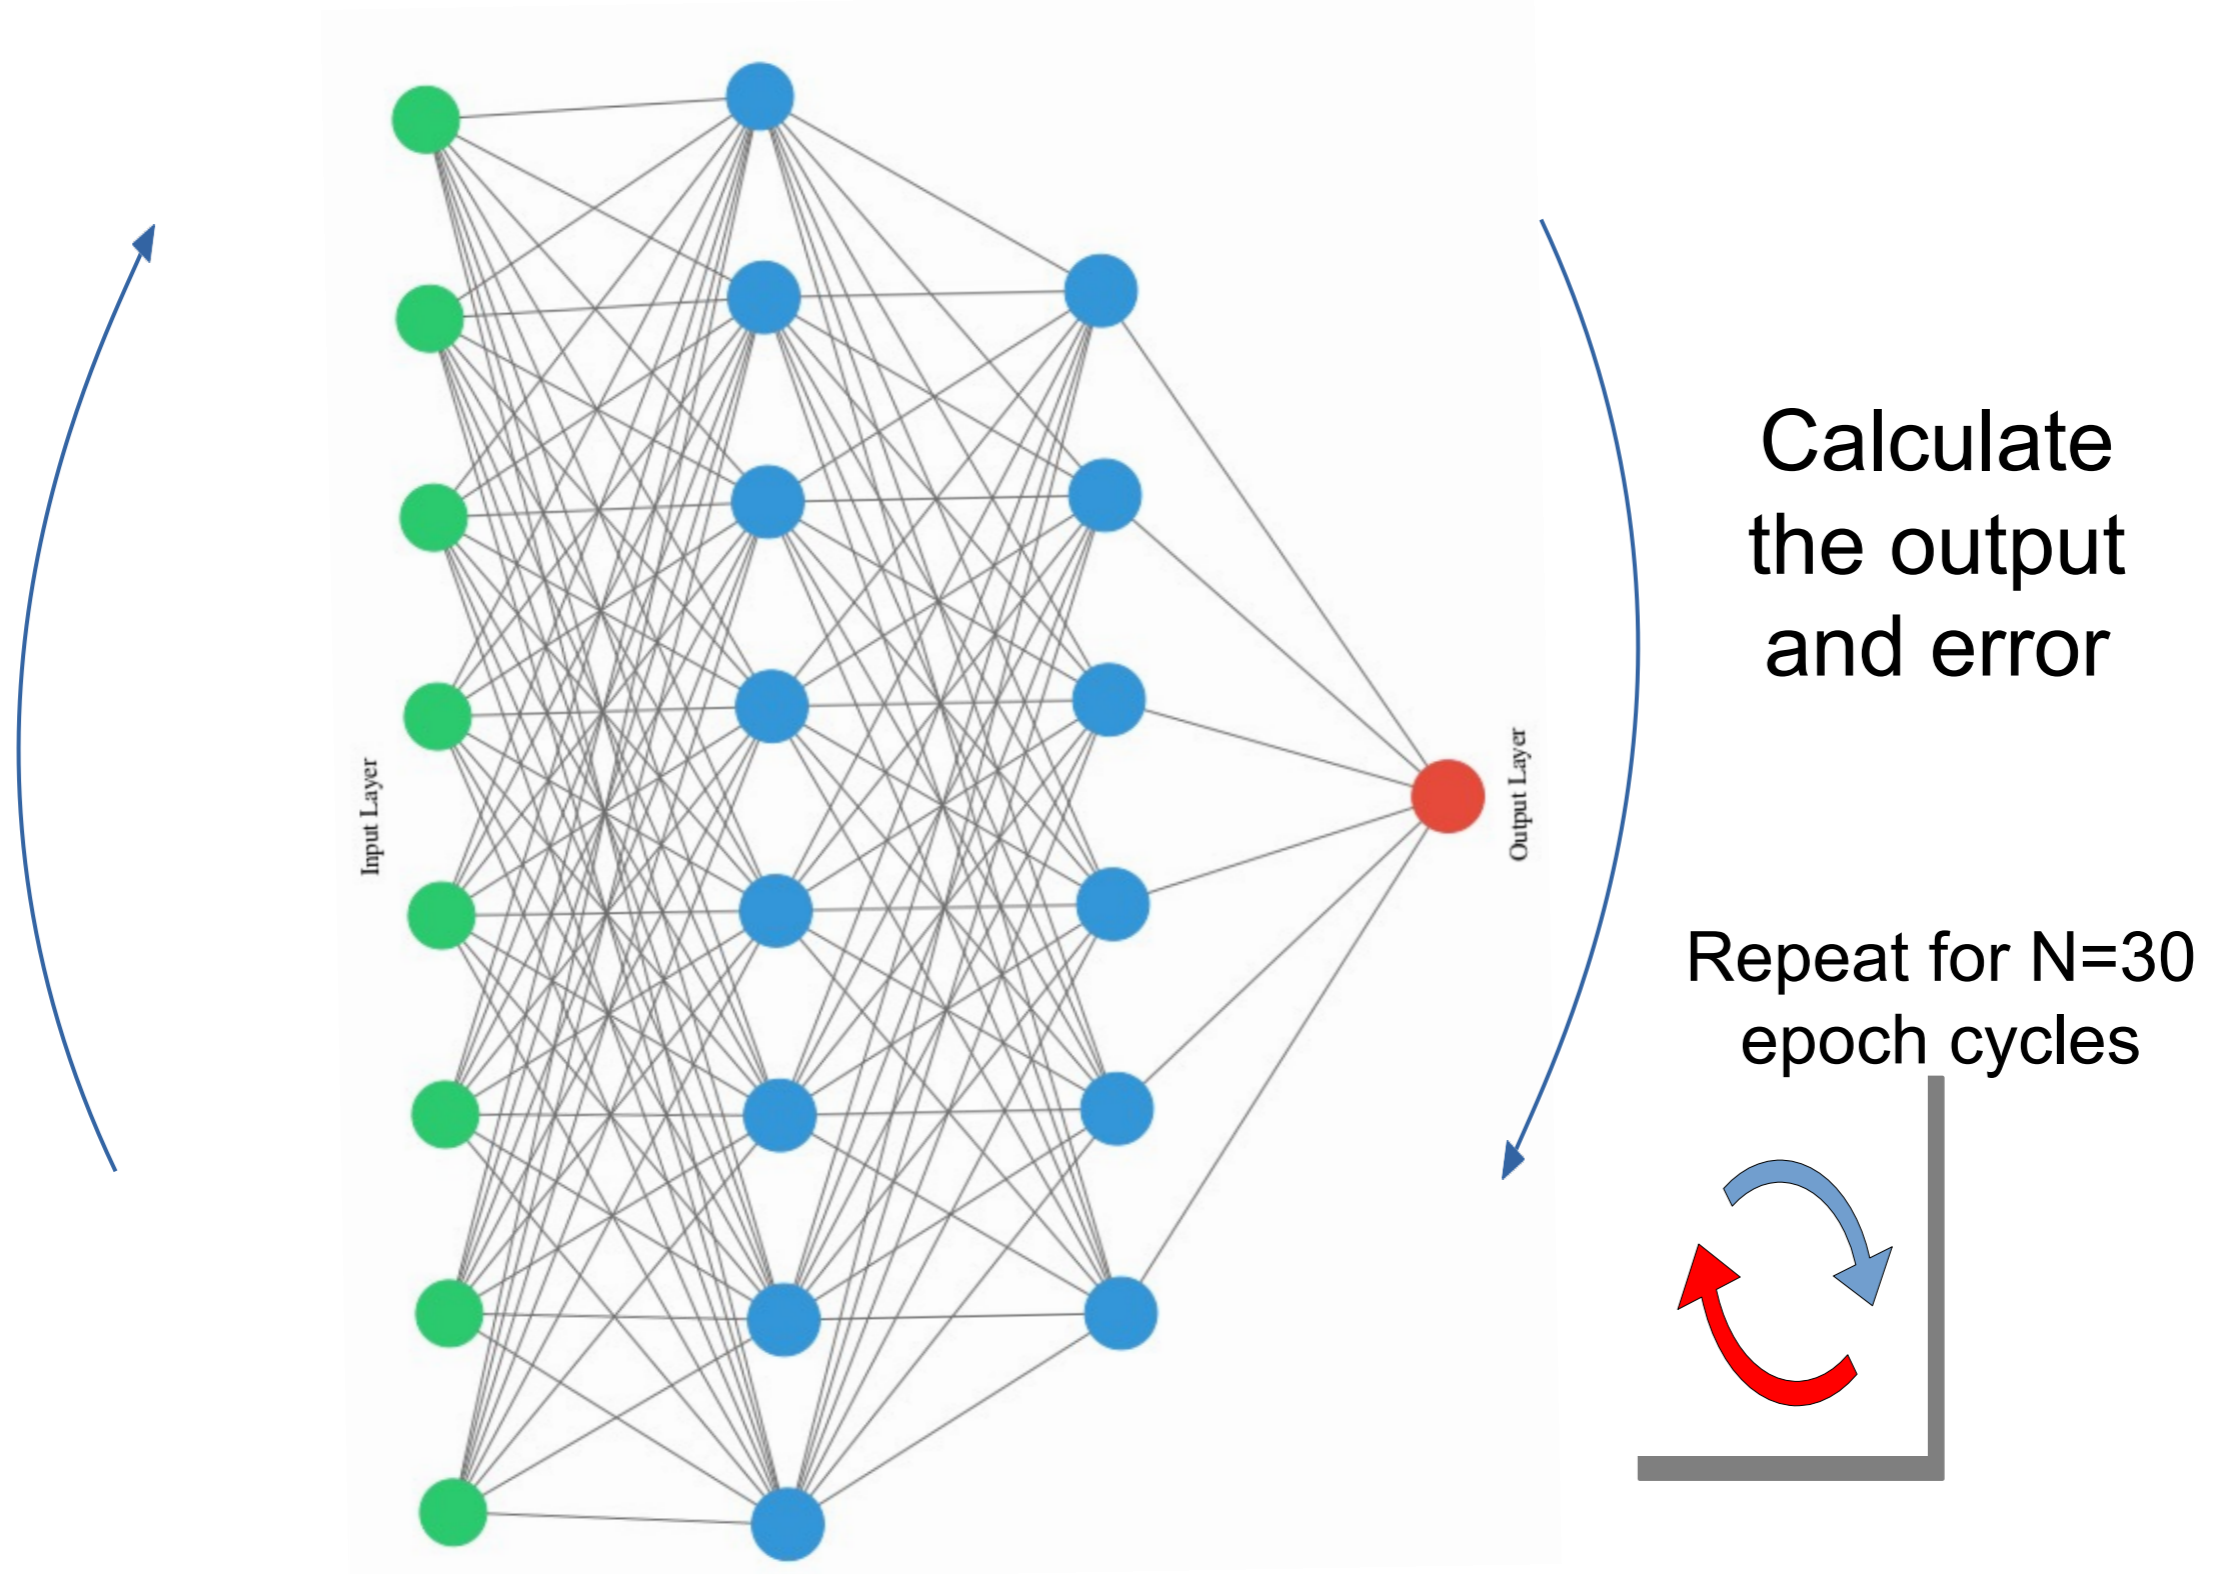 Input Layer
Output Layer
Calculate
the output
and error
Repeat for N=30
epoch cycles